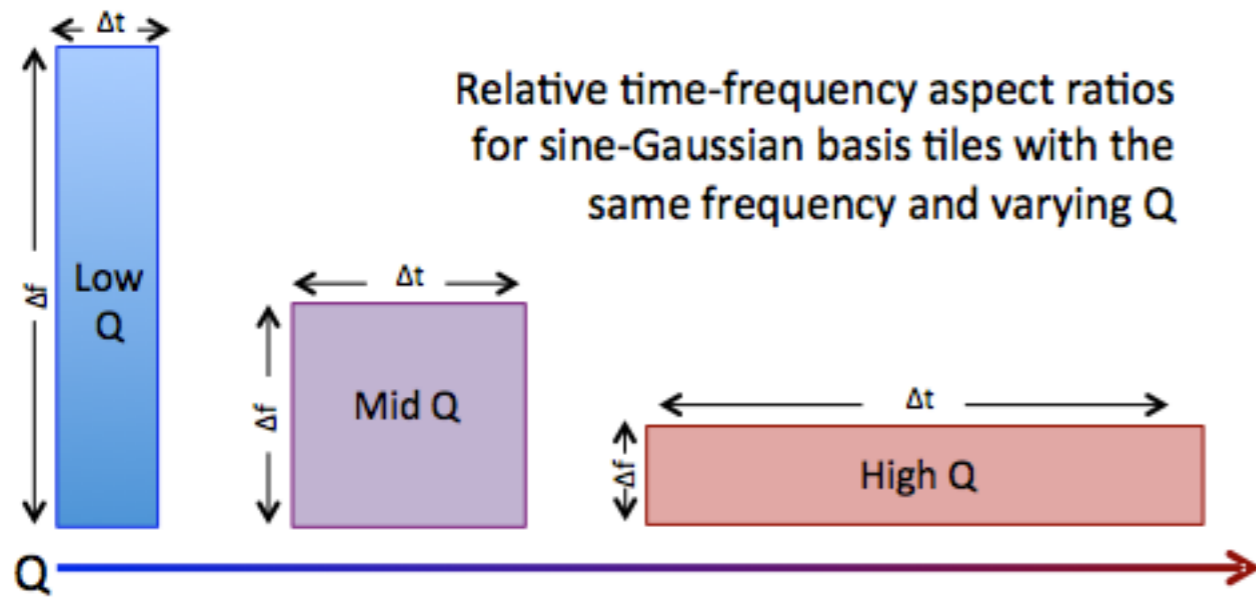 Δt
Relative time-frequency aspect ratios
for sine-Gaussian basis tiles with the
same frequency and varying Q
Δf
Low
Q
Δt
Δf
Mid Q
Δt
Δf
High Q
Q